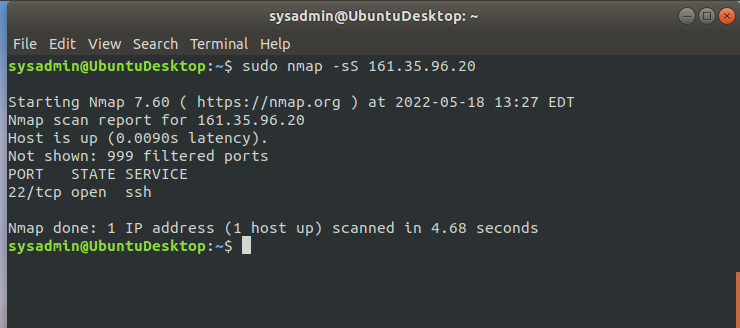 sysadmin@UbuntuDesktop: ~
File Edit View Search Terminal Help
sysadmin@UbuntuDesktop:~$ sudo nmap -sS 161.35.96.20
Starting Nmap 7.60 ( https://nmap.org ) at 2022-05-18 13:27 EDT
Nmap scan report for 161.35.96.20
Host is up (0.0090s latency).
Not shown: 999 filtered ports
PORT   STATE SERVICE
22/tcp open  ssh
Nmap done: 1 IP address (1 host up) scanned in 4.68 seconds
sysadmin@UbuntuDesktop:~$